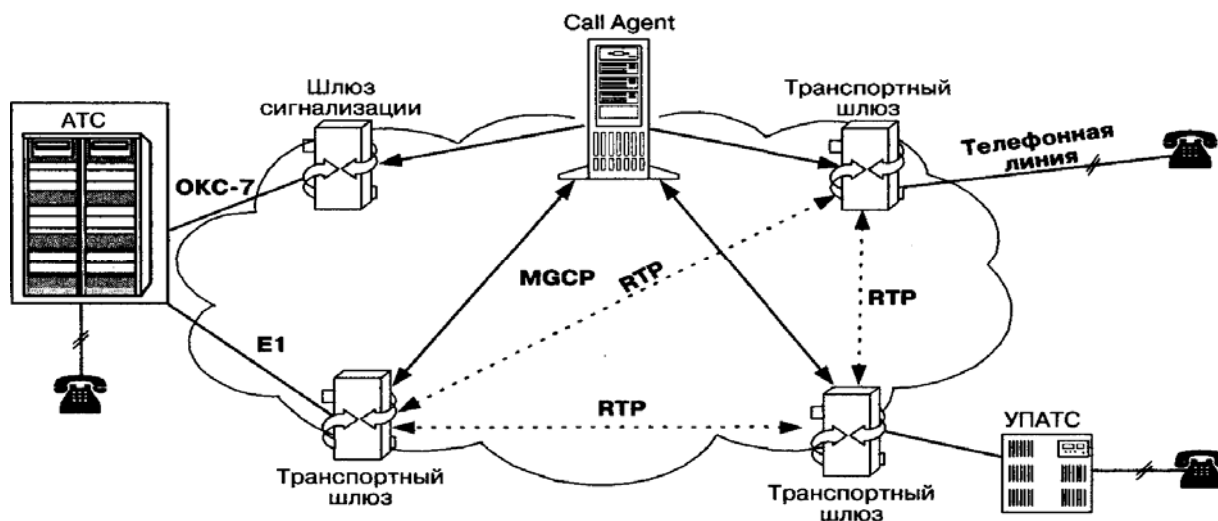 Call Agent
Шлюз
сигнализации
Транспортный
шлюз
АТС
Телефонная
линия
ОКС-7
MGCP
RTP
RTP
E1
RTP
УПАТС
Транспортный
шлюз
Транспортный
шлюз